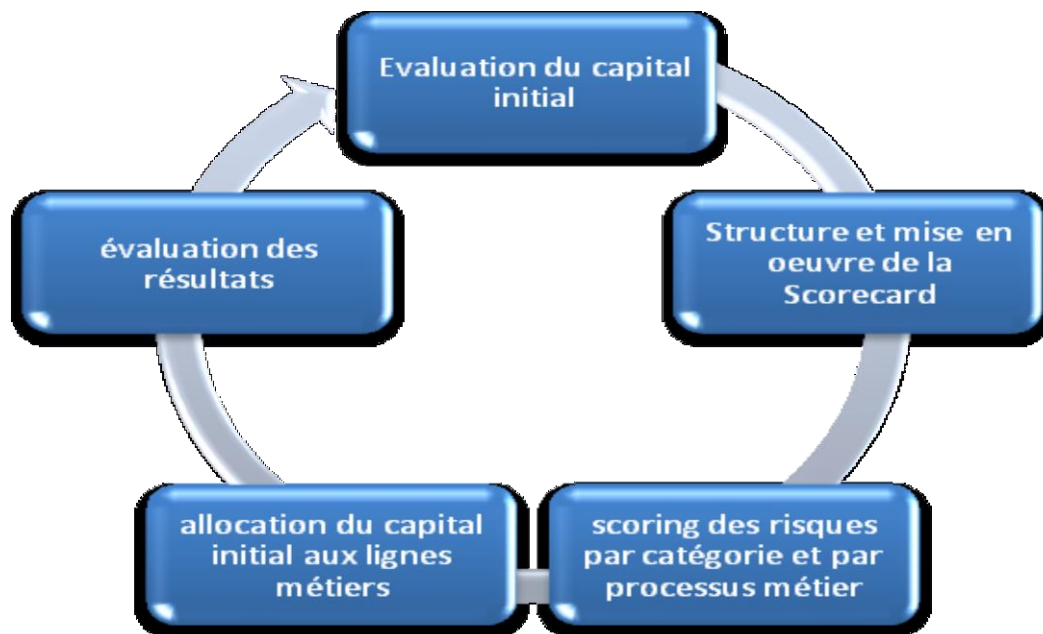 Evaluation du capital
initial
Structure et mise en
oeuvre de la
Scorecard
scoring des risques
par catégorie et par
processus métier
allocation du capital
initial aux lignes
métiers
évaluation des
résultats